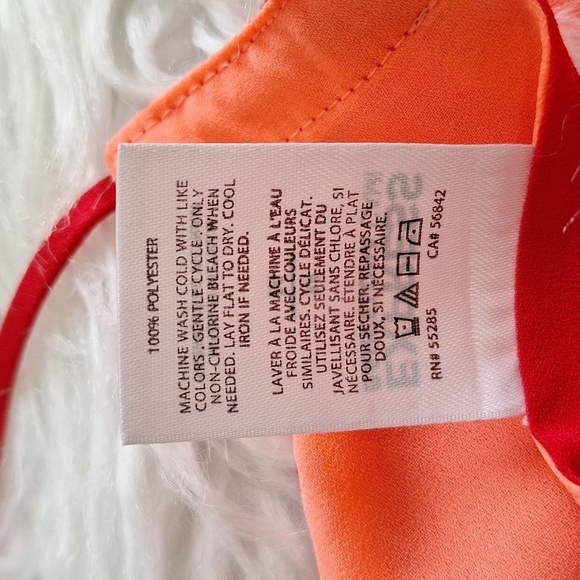 100% POLYESTER
MACHINE WASH COLD WITH LIKE
COLORS . GENTLE CYCLE . ONLY
NON-CHLORINE BLEACH WHEN
NEEDED. LAY FLAT TO DRY. COOL
IRON IF NEEDED.
LAVER À LA MACHINE À L'EAU
FROIDE AVEC COULEURS
SIMILAIRES. CYCLE DÉLICAT.
UTILISEZ SEULEMENT DU
JAVELLISANT SANS CHLORE, SI
NÉCESSAIRE. ÉTENDRE À PLAT
POUR SÉCHER. REPASSAGE
DOUX, SI NÉCESSAIRE.
RN# 55285 CA# 56842